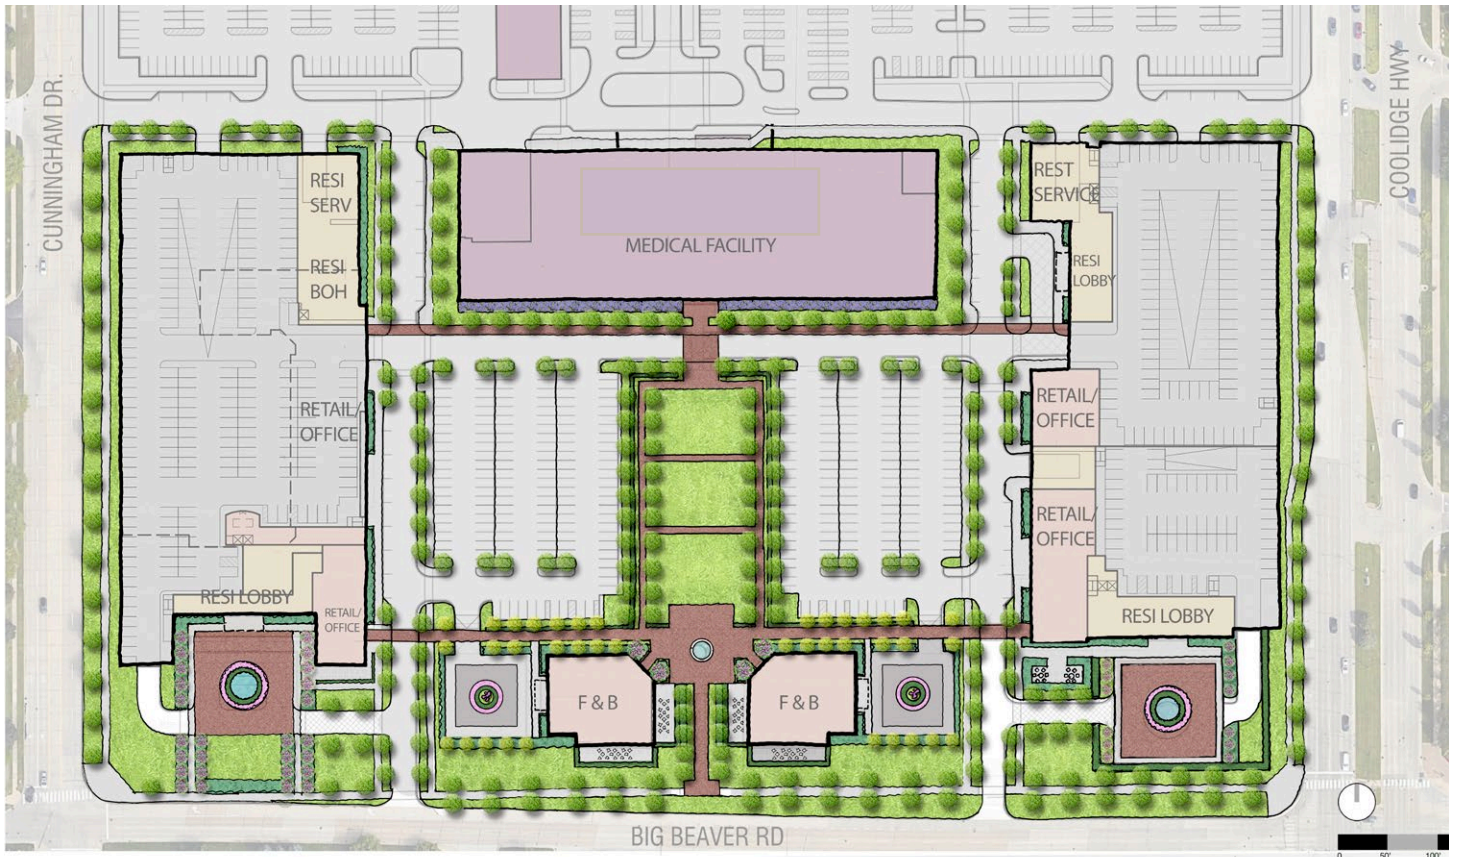 CUNNINGHAM DR.
COOLIDGE HWY
RESI
SERV
RESI
BOH
MEDICAL FACILITY
REST
SERVICE
RESI
LOBBY
RETAIL/
OFFICE
RETAIL/
OFFICE
RETAIL/
OFFICE
RESI LOBBY
RETAIL/
OFFICE
RESI LOBBY
F & B
F & B
BIG BEAVER RD
0 50' 100'